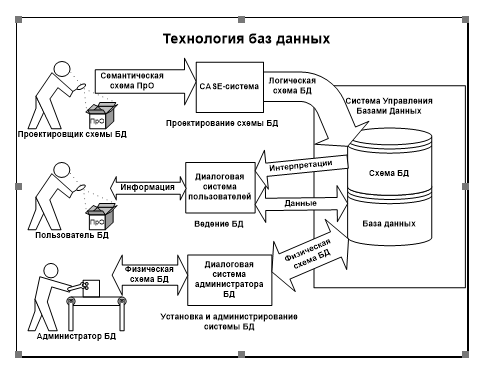 Технология баз данных
Семантическая
схема ПрО
CASE-система
Логическая
схема БД
Система Управления
Базами Данных
ПрО
Проектировщик схемы БД
Проектирование схемы БД
Интерпретации
Схема БД
Информация
Диалоговая
система
пользователей
Данные
ПрО
Пользователь БД
Ведение БД
База данных
Физическая
схема БД
Физическая
схема БД
Диалоговая
система
администратора
БД
Администратор БД
Установка и администрирование
системы БД